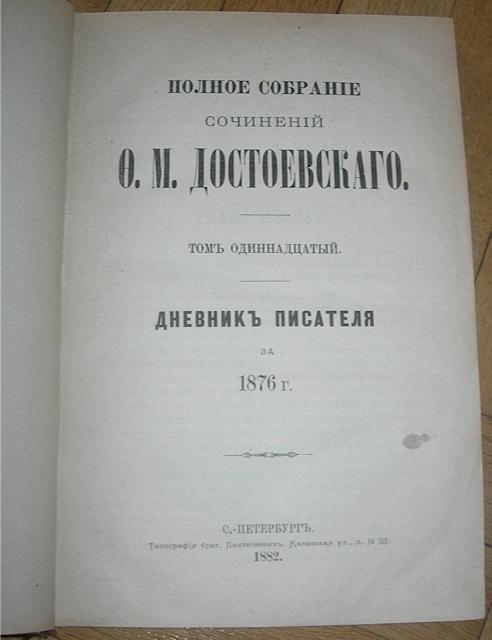 ПОЛНОЕ СОБРАНІЕ
СОЧИНЕНІЙ
Ѳ. М. ДОСТОЕВСКАГО.
ТОМЪ ОДИННАДЦАТЫЙ.
ДНЕВНИКЪ ПИСАТЕЛЯ
ЗА
1876 г.
С.-ПЕТЕРБУРГЪ.
Типографія брат. Пантелеевыхъ. Казанская ул., д. № 33.
1882.